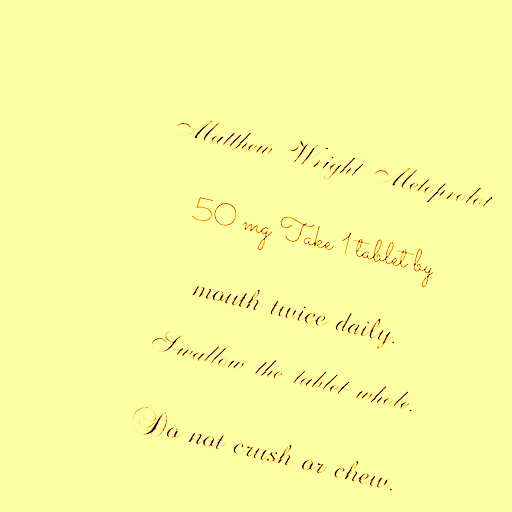 Matthew Wright Metoprolol
50 mg Take 1 tablet by
mouth twice daily.
Swallow the tablet whole.
Do not crush or chew.